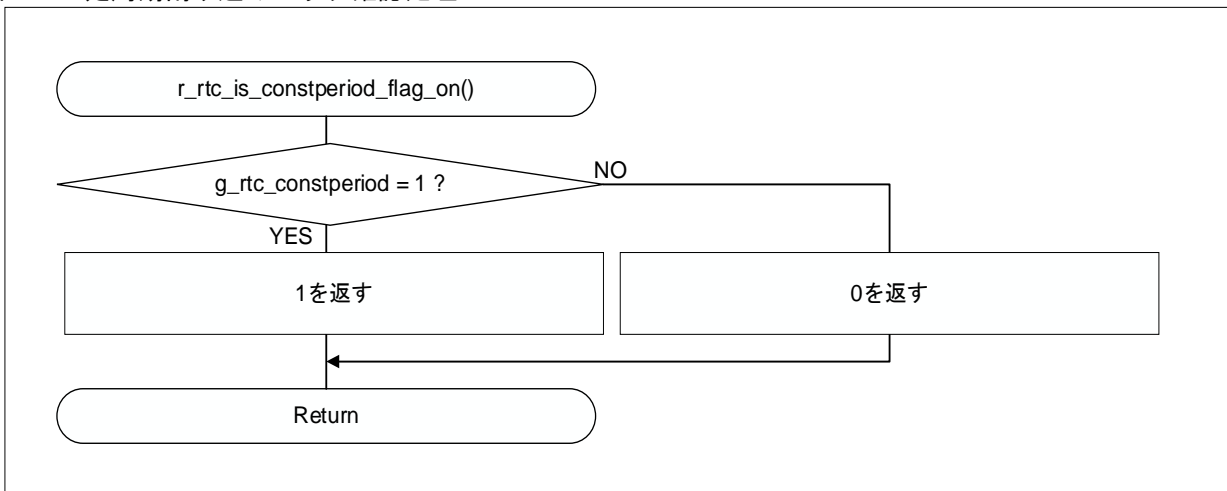 r_rtc_is_constperiod_flag_on()
g_rtc_constperiod = 1 ?
NO
YES
1を返す
0を返す
Return